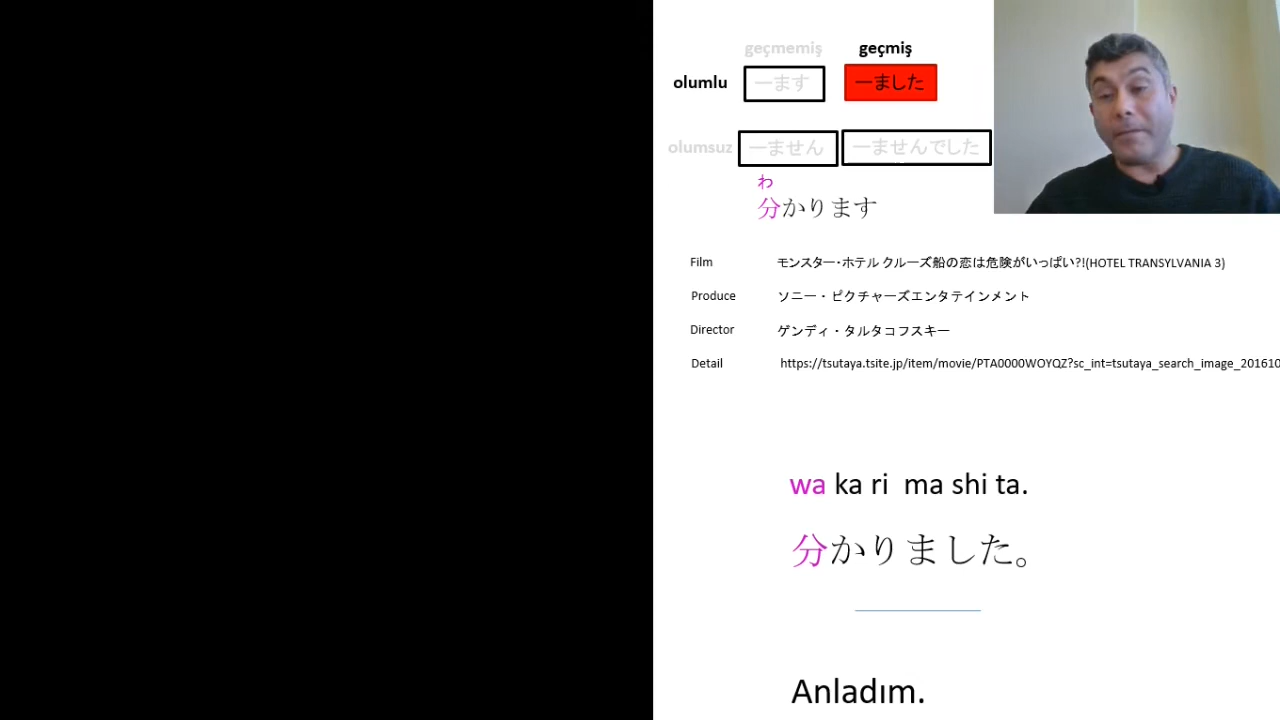 geçmemiş geçmiş
olumlu ーます ーました
olumsuz ーません ーませんでした
わ
分かります
Film モンスター・ホテル クルーズ船の恋は危険がいっぱい?!(HOTEL TRANSYLVANIA 3)
Produce ソニー・ピクチャーズエンタテインメント
Director ゲンディ・タルタコフスキー
Detail https://tsutaya.tsite.jp/item/movie/PTA0000WOYQZ?sc_int=tsutaya_search_image_201610
wa ka ri ma shi ta.
分かりました。
Anladım.